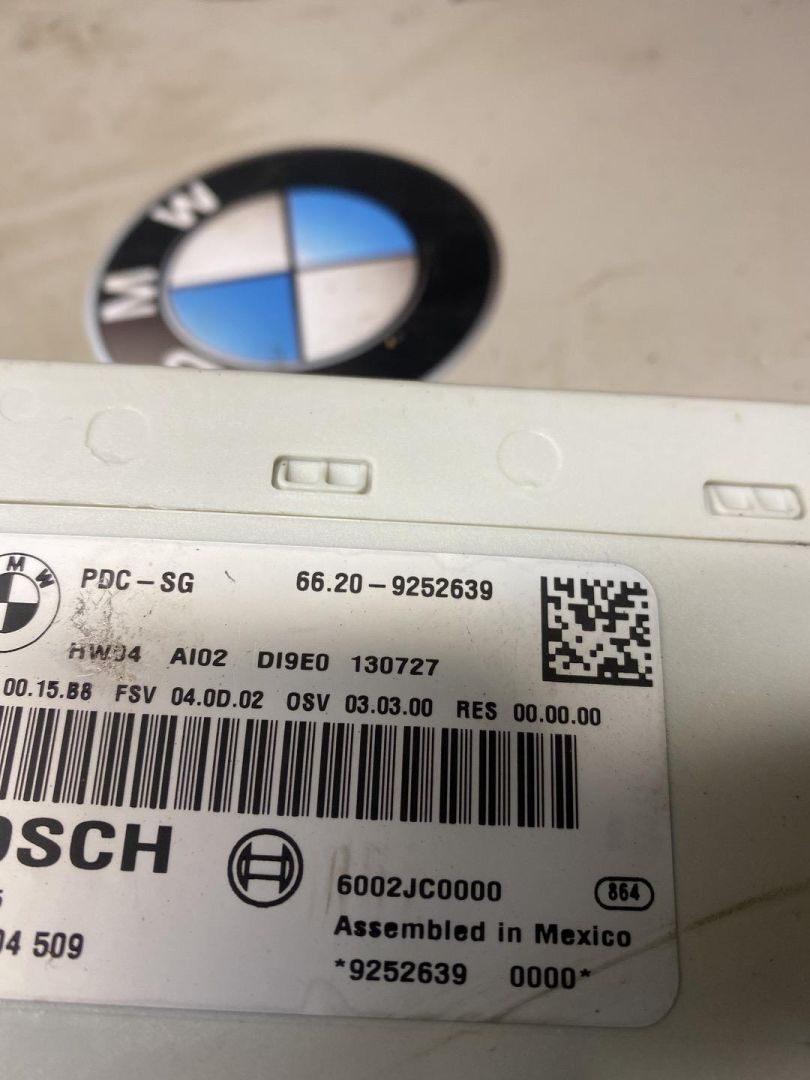 BMW
MW
PDC-SG 66.20-9252639
HW04 AI02 DI9E0 130727
00.15.B8 FSV 04.0D.02 OSV 03.03.00 RES 00.00.00
OSCH
6002JC0000 864
Assembled in Mexico
04 509
*9252639 0000*